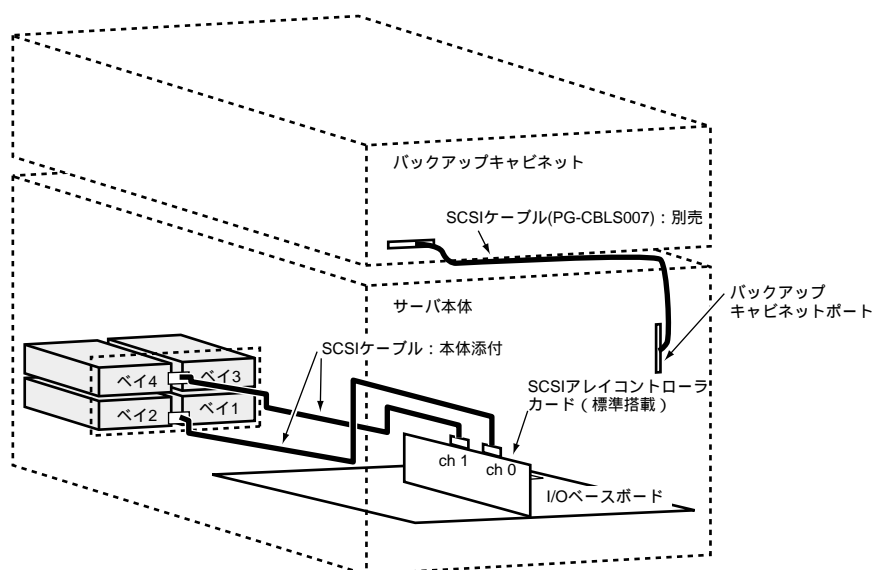 バックアップキャビネット
SCSIケーブル(PG-CBLS007)：別売
サーバ本体
バックアップ
キャビネットポート
SCSIケーブル：本体添付
ベイ4
ベイ3
ベイ2
ベイ1
SCSIアレイコントローラ
カード（標準搭載）
ch 1
ch 0
I/Oベースボード